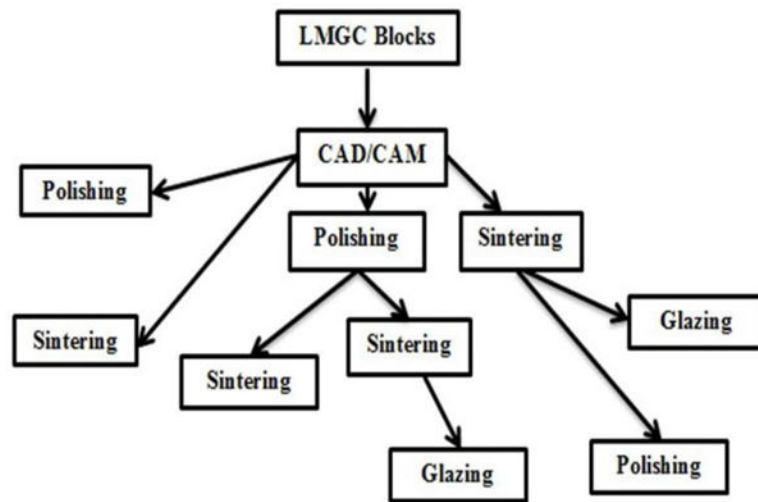 LMGC Blocks
CAD/CAM
Polishing
Polishing
Sintering
Sintering
Sintering
Sintering
Glazing
Glazing
Polishing